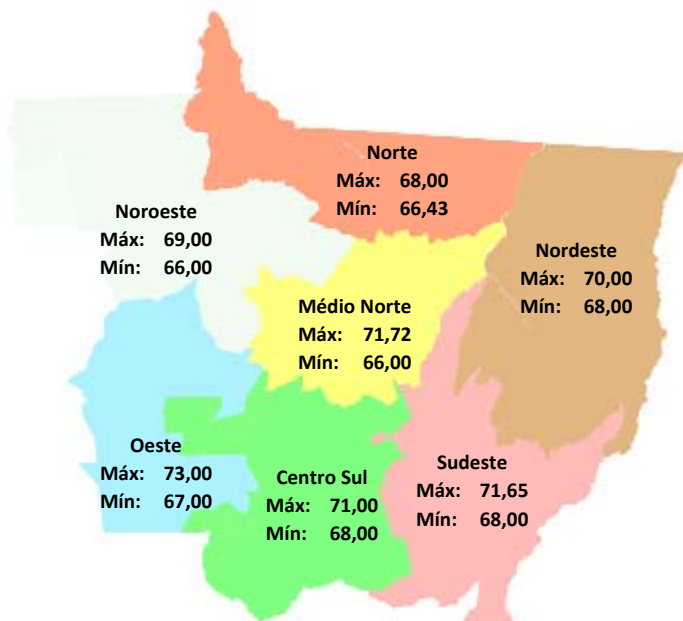 Norte
Máx: 68,00
Mín: 66,43
Noroeste
Máx: 69,00
Mín: 66,00
Nordeste
Máx: 70,00
Mín: 68,00
Médio Norte
Máx: 71,72
Mín: 66,00
Oeste
Máx: 73,00
Mín: 67,00
Centro Sul
Máx: 71,00
Mín: 68,00
Sudeste
Máx: 71,65
Mín: 68,00